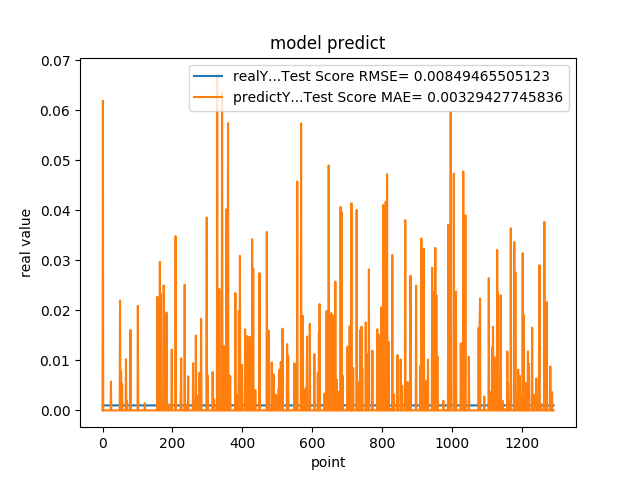 model predict
realY...Test Score RMSE= 0.00849465505123
predictY...Test Score MAE= 0.00329427745836
0.07
0.06
0.05
0.04
0.03
0.02
0.01
0.00
real value
0 200 400 600 800 1000 1200
point